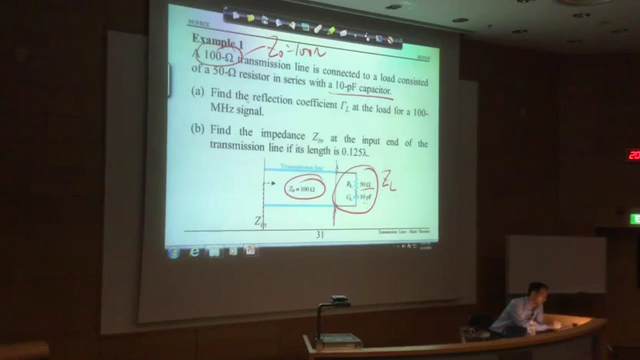 Example 1
Z₀=100Ω
A 100-Ω transmission line is connected to a load consisted
of a 50-Ω resistor in series with a 10-pF capacitor.
(a) Find the reflection coefficient Γ_L at the load for a 100-
MHz signal.
(b) Find the impedance Z_in at the input end of the
transmission line if its length is 0.125λ.
Transmission line
Z₀ = 100 Ω
R_L 50Ω
C_L 10 pF
Z_L
Z_in
31
20